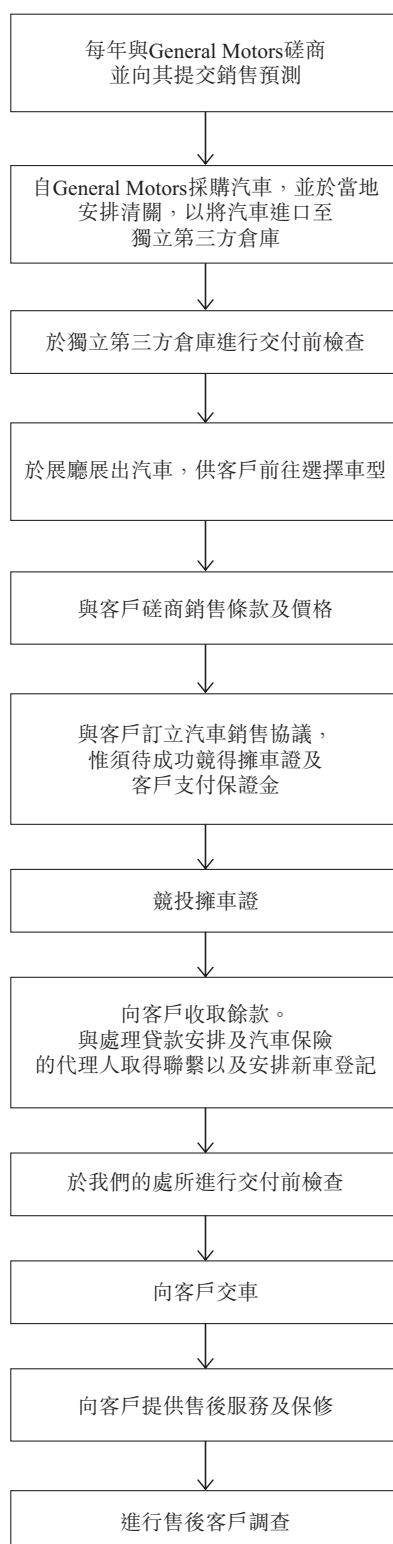 每年與General Motors磋商
並向其提交銷售預測
自General Motors採購汽車，並於當地
安排清關，以將汽車進口至
獨立第三方倉庫
於獨立第三方倉庫進行交付前檢查
於展廳展出汽車，供客戶前往選擇車型
與客戶磋商銷售條款及價格
與客戶訂立汽車銷售協議，
惟須待成功競得擁車證及
客戶支付保證金
競投擁車證
向客戶收取餘款。
與處理貸款安排及汽車保險
的代理人取得聯繫以及安排新車登記
於我們的處所進行交付前檢查
向客戶交車
向客戶提供售後服務及保修
進行售後客戶調查